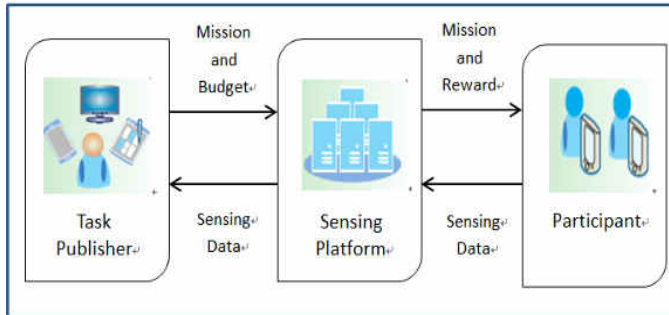 Mission
and
Budget
Mission
and
Reward
Task
Publisher
Sensing
Data
Sensing
Platform
Sensing
Data
Participant